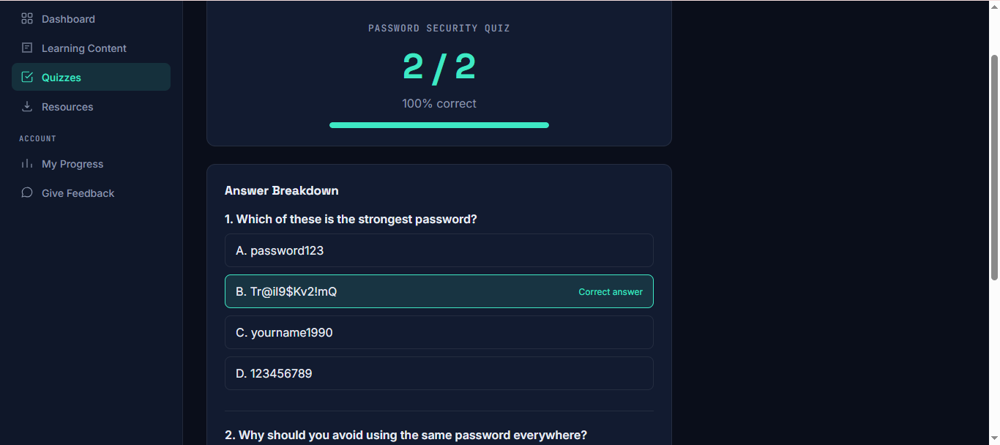 Dashboard
Learning Content
Quizzes
Resources
ACCOUNT
My Progress
Give Feedback
PASSWORD SECURITY QUIZ
2 / 2
100% correct
Answer Breakdown
1. Which of these is the strongest password?
A. password123
B. Tr@il9$Kv2!mQ Correct answer
C. yourname1990
D. 123456789
2. Why should you avoid using the same password everywhere?